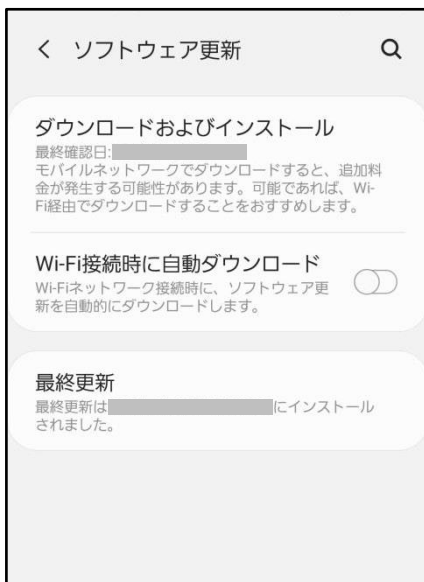 ソフトウェア更新
ダウンロードおよびインストール
最終確認日:
モバイルネットワークでダウンロードすると、追加料
金が発生する可能性があります。可能であれば、Wi-
Fi経由でダウンロードすることをおすすめします。
Wi-Fi接続時に自動ダウンロード
Wi-Fiネットワーク接続時に、ソフトウェア更
新を自動的にダウンロードします。
最終更新
最終更新は にインストール
されました。